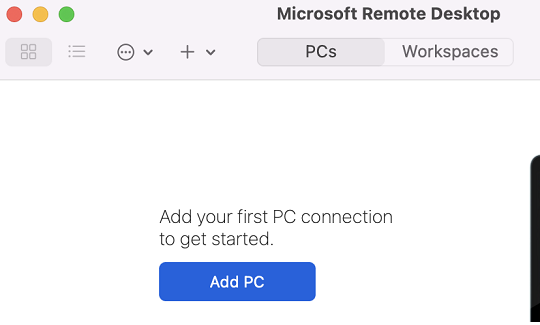 Microsoft Remote Desktop
PCs
Workspaces
Add your first PC connection
to get started.
Add PC